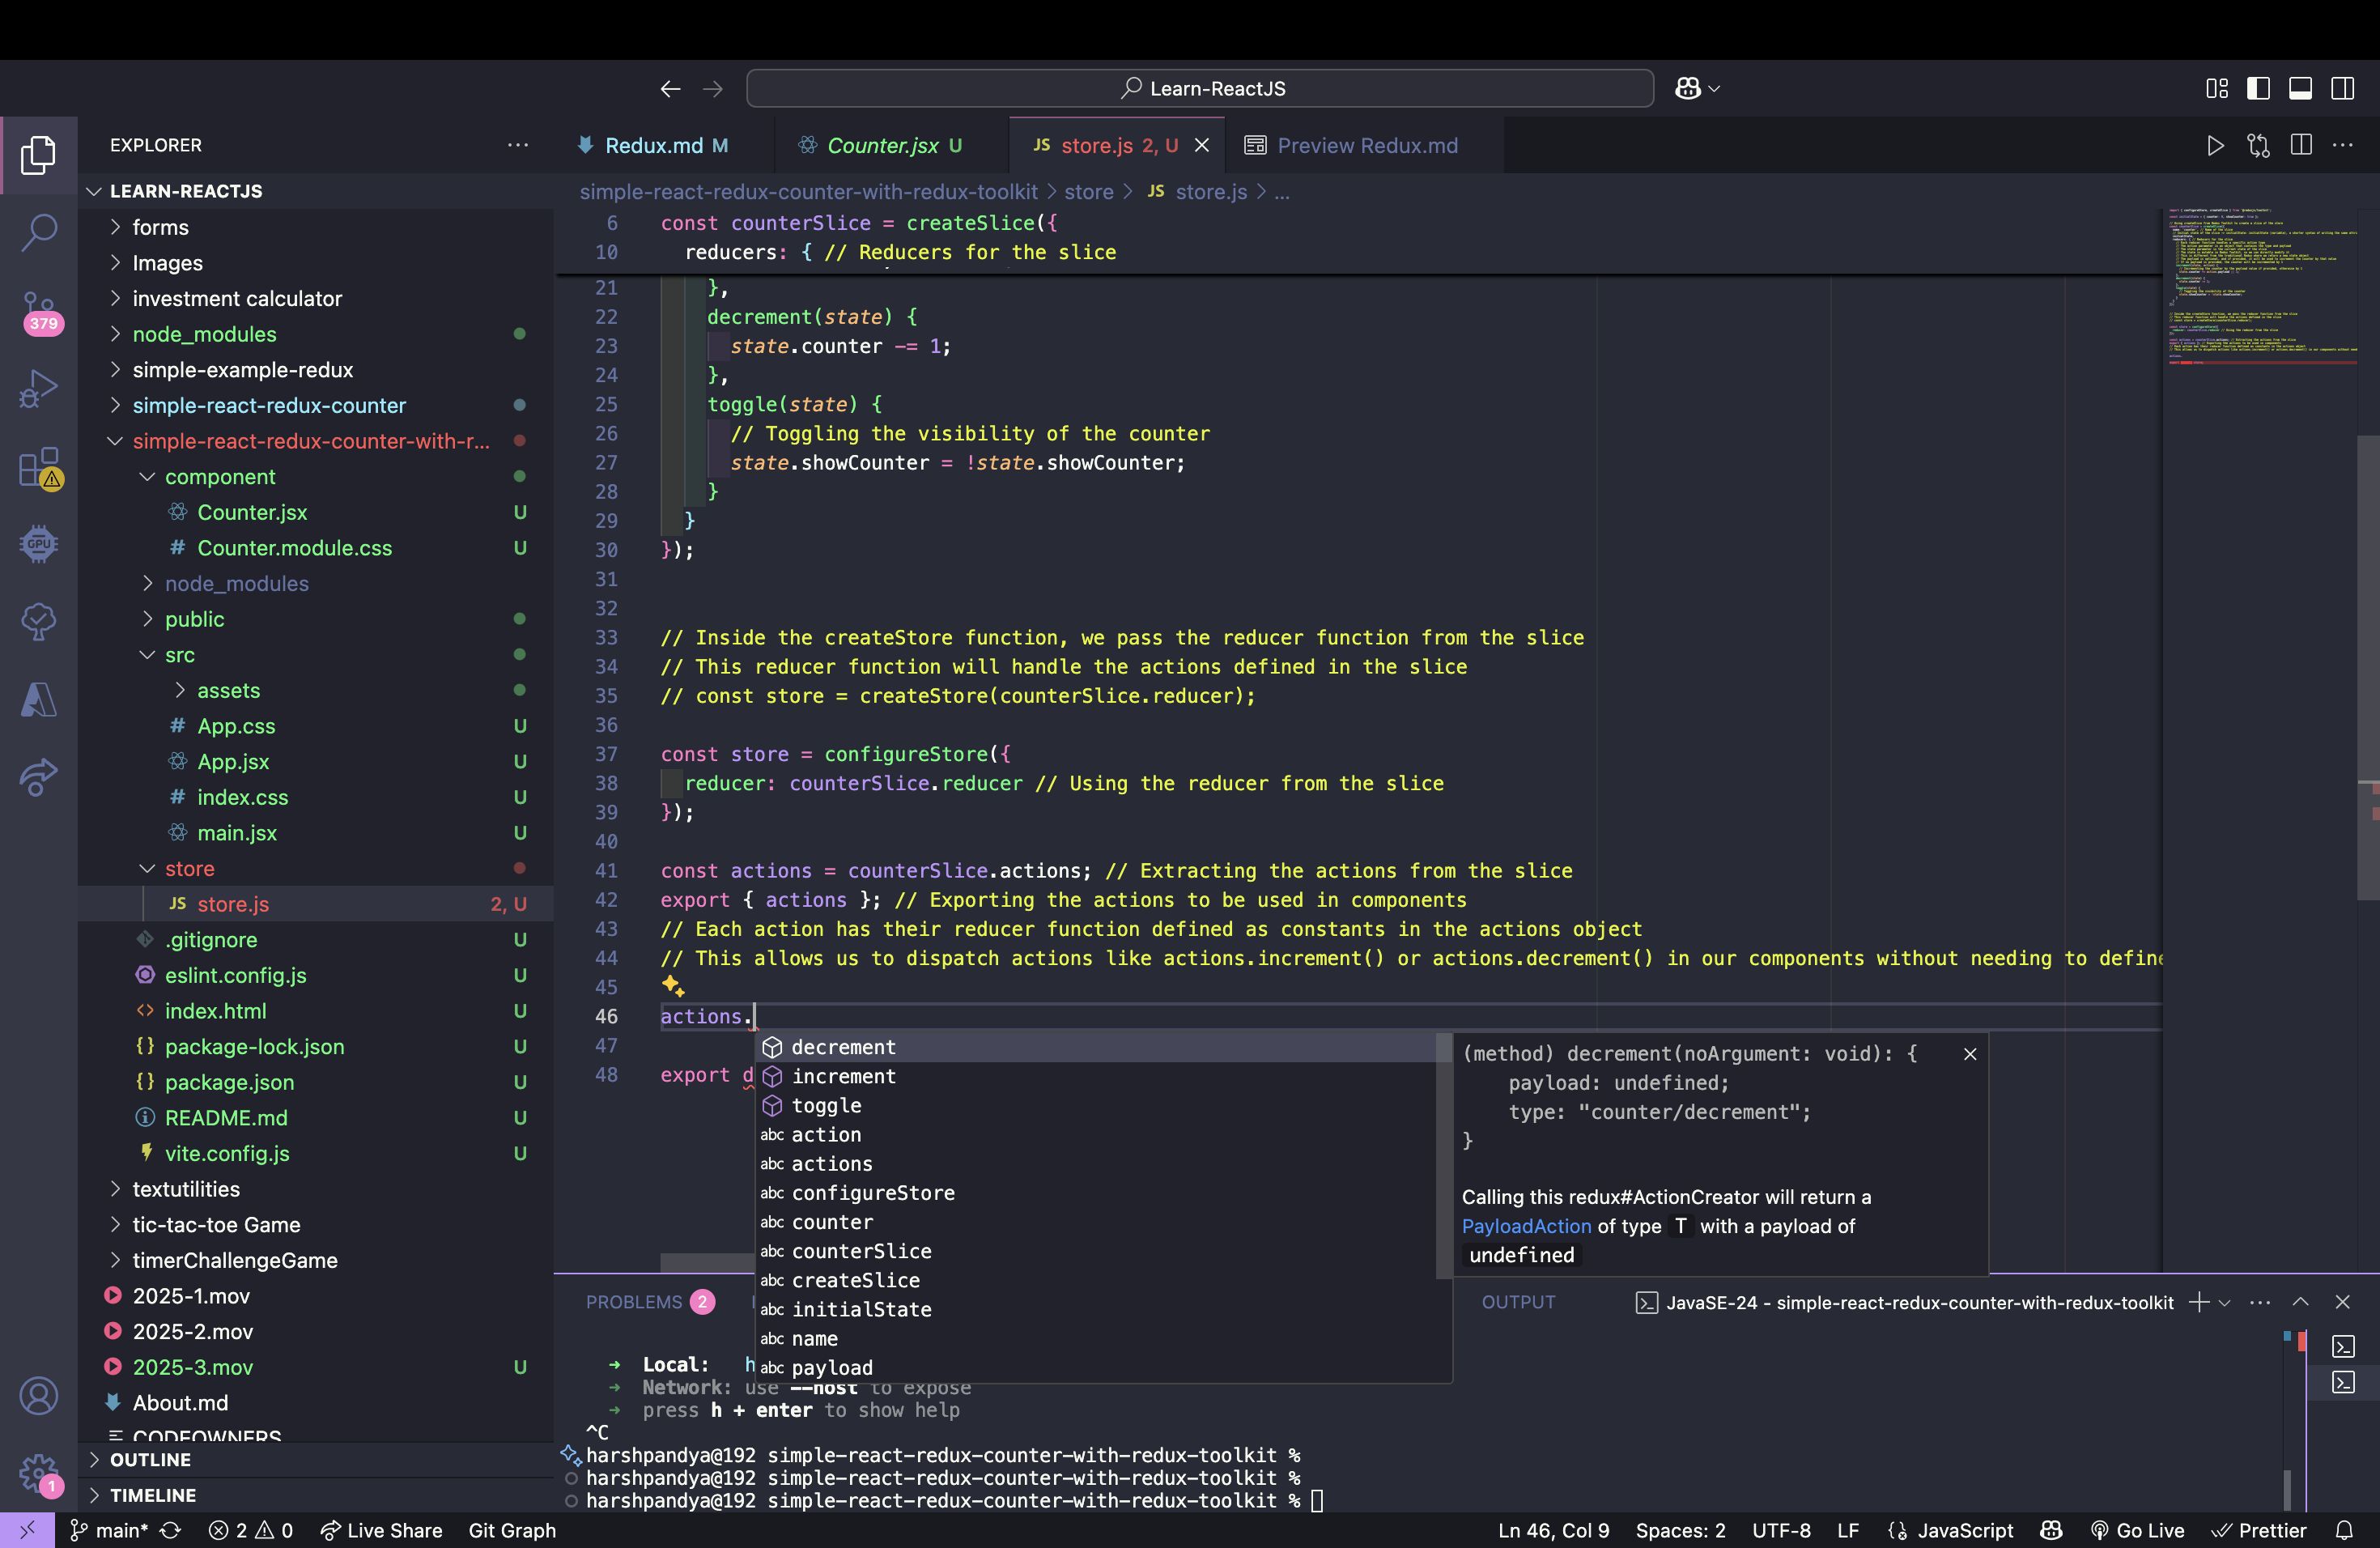 Learn-ReactJS
EXPLORER
LEARN-REACTJS
forms
Images
investment calculator
node_modules
simple-example-redux
simple-react-redux-counter
simple-react-redux-counter-with-r...
component
Counter.jsx U
Counter.module.css U
node_modules
public
src
assets
App.css U
App.jsx U
index.css U
main.jsx U
store
JS store.js 2, U
.gitignore U
eslint.config.js U
index.html U
package-lock.json U
package.json U
README.md U
vite.config.js U
textutilities
tic-tac-toe Game
timerChallengeGame
2025-1.mov
2025-2.mov
2025-3.mov U
About.md
CODEOWNERS
OUTLINE
TIMELINE
379
GPU
1
Redux.md M
Counter.jsx U
JS store.js 2, U
Preview Redux.md
simple-react-redux-counter-with-redux-toolkit > store > JS store.js > ...
6 const counterSlice = createSlice({
10 reducers: { // Reducers for the slice
21 },
22 decrement(state) {
23 state.counter -= 1;
24 },
25 toggle(state) {
26 // Toggling the visibility of the counter
27 state.showCounter = !state.showCounter;
28 }
29 }
30 });
31
32
33 // Inside the createStore function, we pass the reducer function from the slice
34 // This reducer function will handle the actions defined in the slice
35 // const store = createStore(counterSlice.reducer);
36
37 const store = configureStore({
38 reducer: counterSlice.reducer // Using the reducer from the slice
39 });
40
41 const actions = counterSlice.actions; // Extracting the actions from the slice
42 export { actions }; // Exporting the actions to be used in components
43 // Each action has their reducer function defined as constants in the actions object
44 // This allows us to dispatch actions like actions.increment() or actions.decrement() in our components without needing to define
45
46 actions.
47
48 export d
decrement
increment
toggle
abc action
abc actions
abc configureStore
abc counter
abc counterSlice
abc createSlice
abc initialState
abc name
abc payload
(method) decrement(noArgument: void): {
payload: undefined;
type: "counter/decrement";
}
Calling this redux#ActionCreator will return a
PayloadAction of type T with a payload of
undefined
PROBLEMS 2
OUTPUT
JavaSE-24 - simple-react-redux-counter-with-redux-toolkit
➜ Local: h
➜ Network: use --host to expose
➜ press h + enter to show help
^C
harshpandya@192 simple-react-redux-counter-with-redux-toolkit %
harshpandya@192 simple-react-redux-counter-with-redux-toolkit %
harshpandya@192 simple-react-redux-counter-with-redux-toolkit %
main* 2 0 Live Share Git Graph Ln 46, Col 9 Spaces: 2 UTF-8 LF JavaScript Go Live Prettier